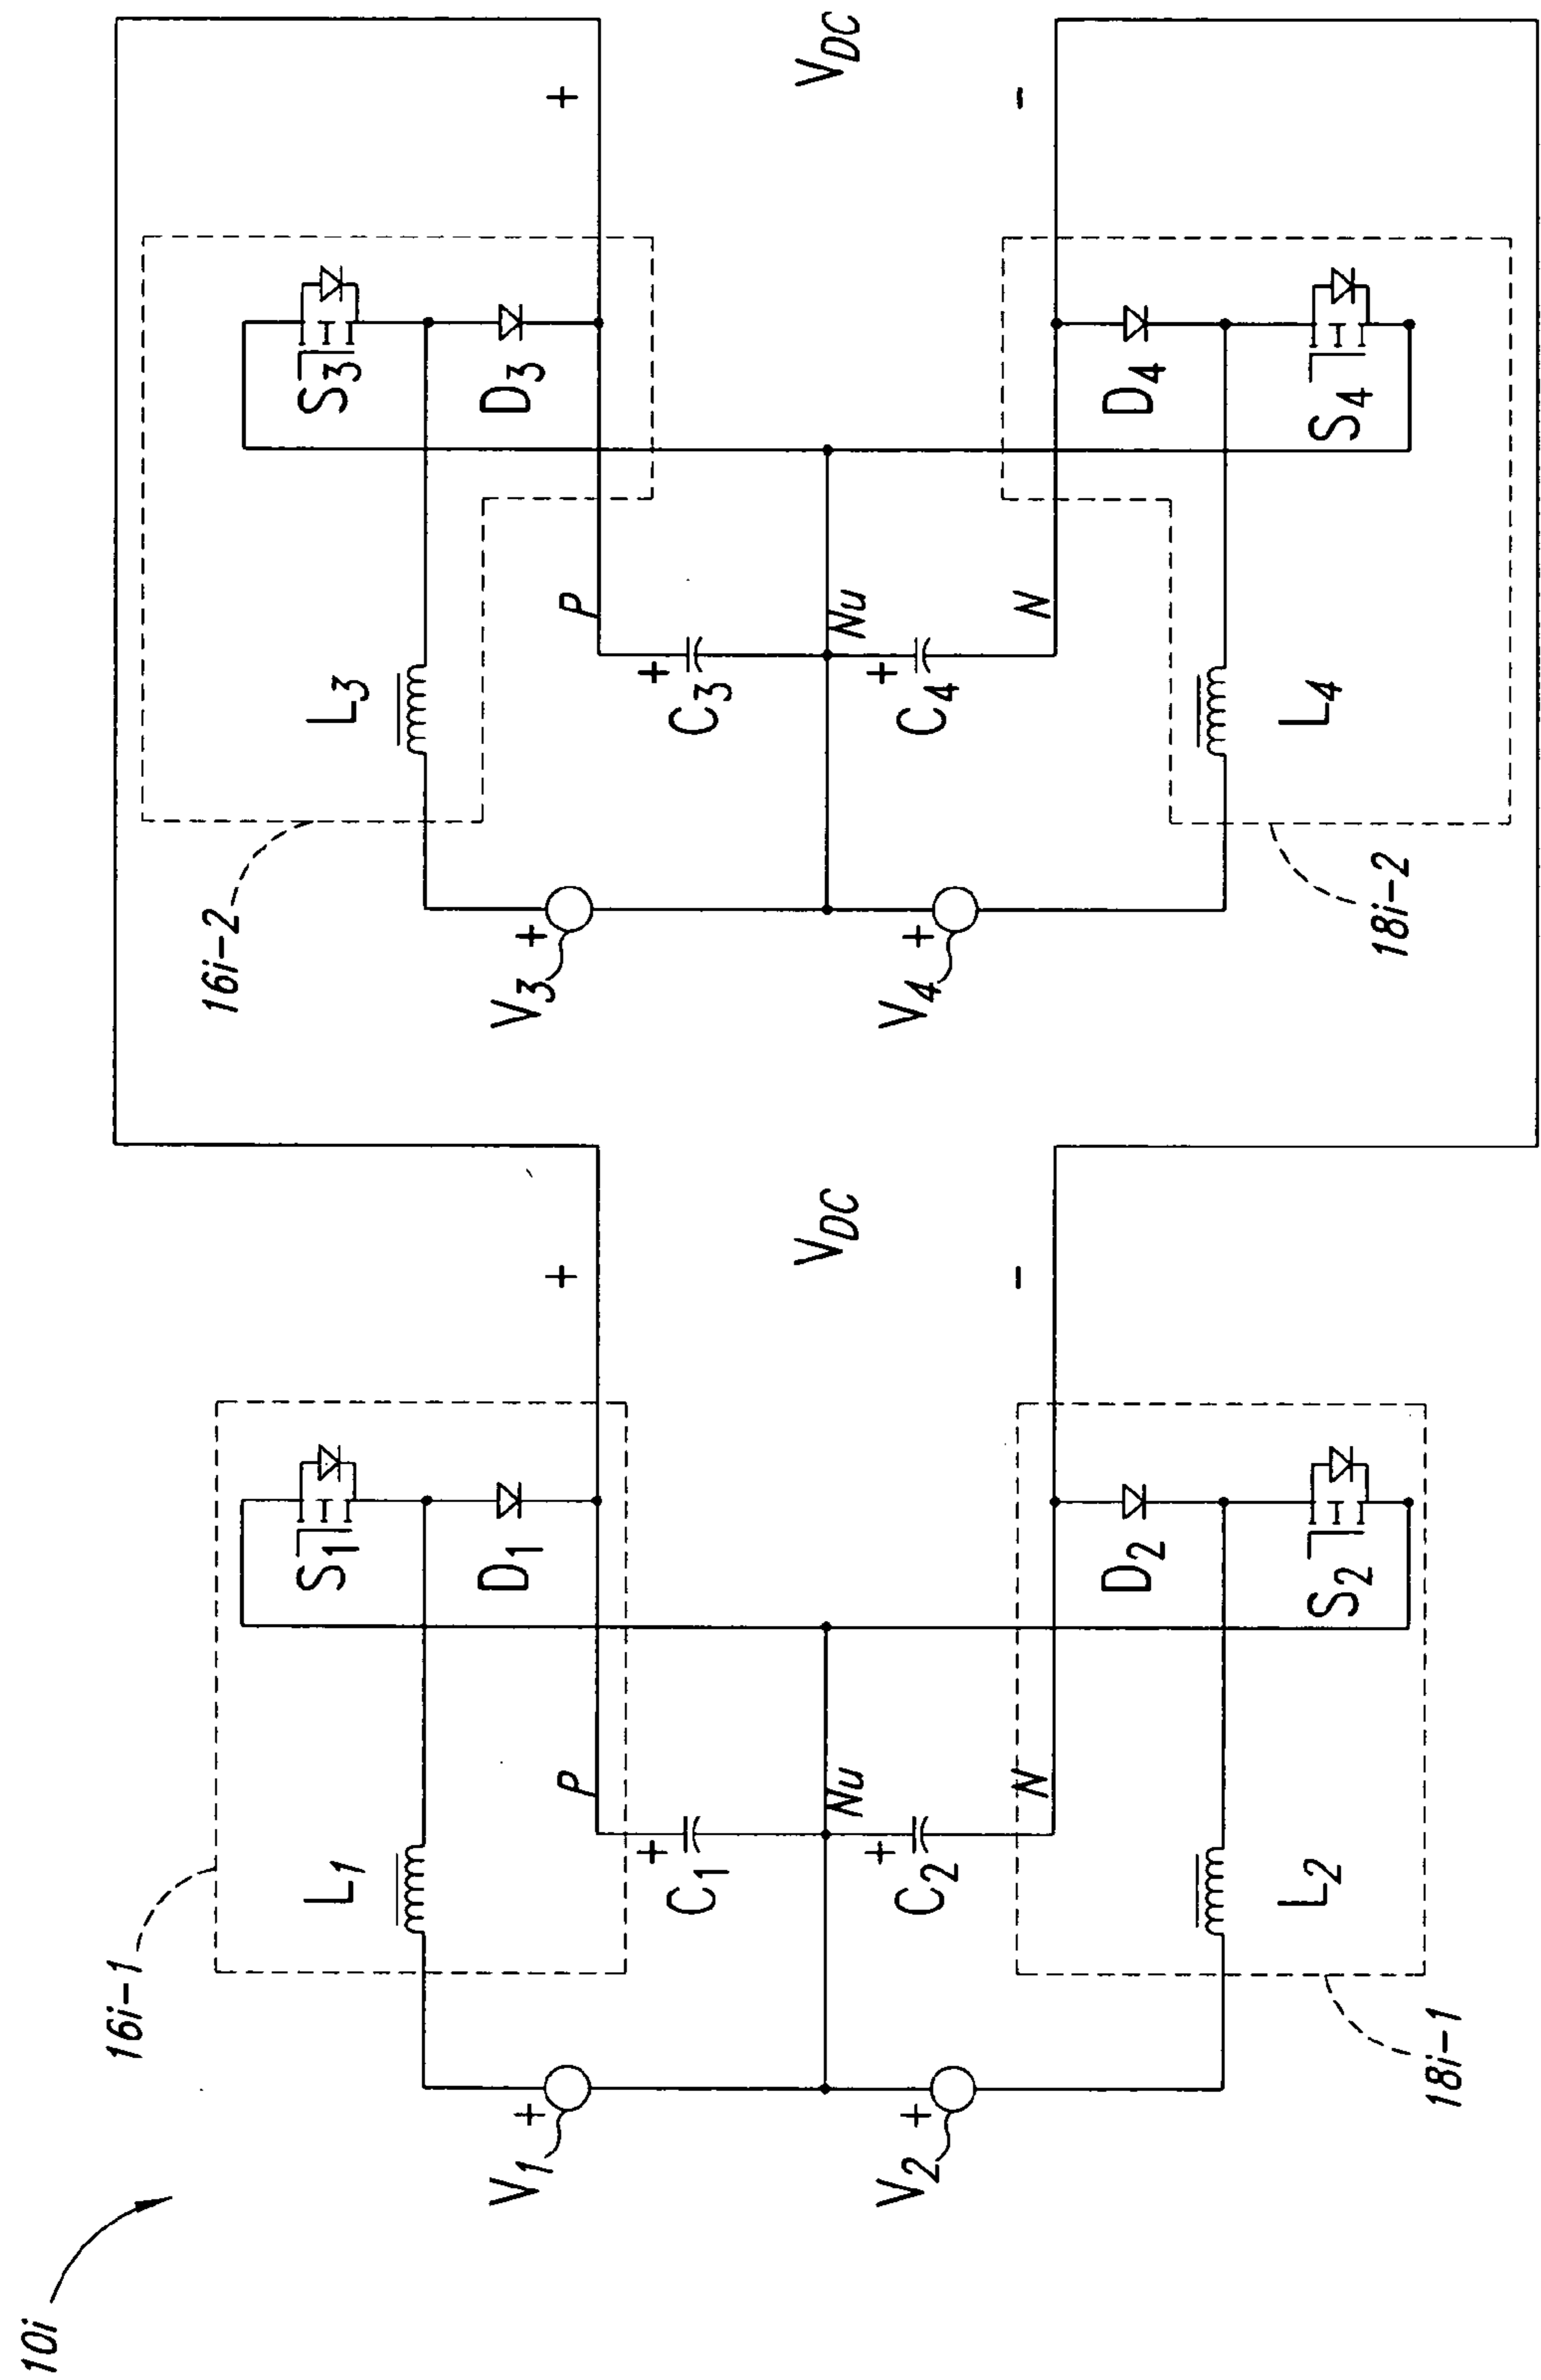 10i
16i-1
L1
S1
D1
P
+
C1
+
V1
+
Nu
VDC
+
C2
+
V2
N
-
D2
S2
L2
18i-1
16i-2
L3
S3
D3
P
+
C3
+
V3
+
Nu
VDC
+
C4
+
V4
N
-
D4
S4
L4
18i-2